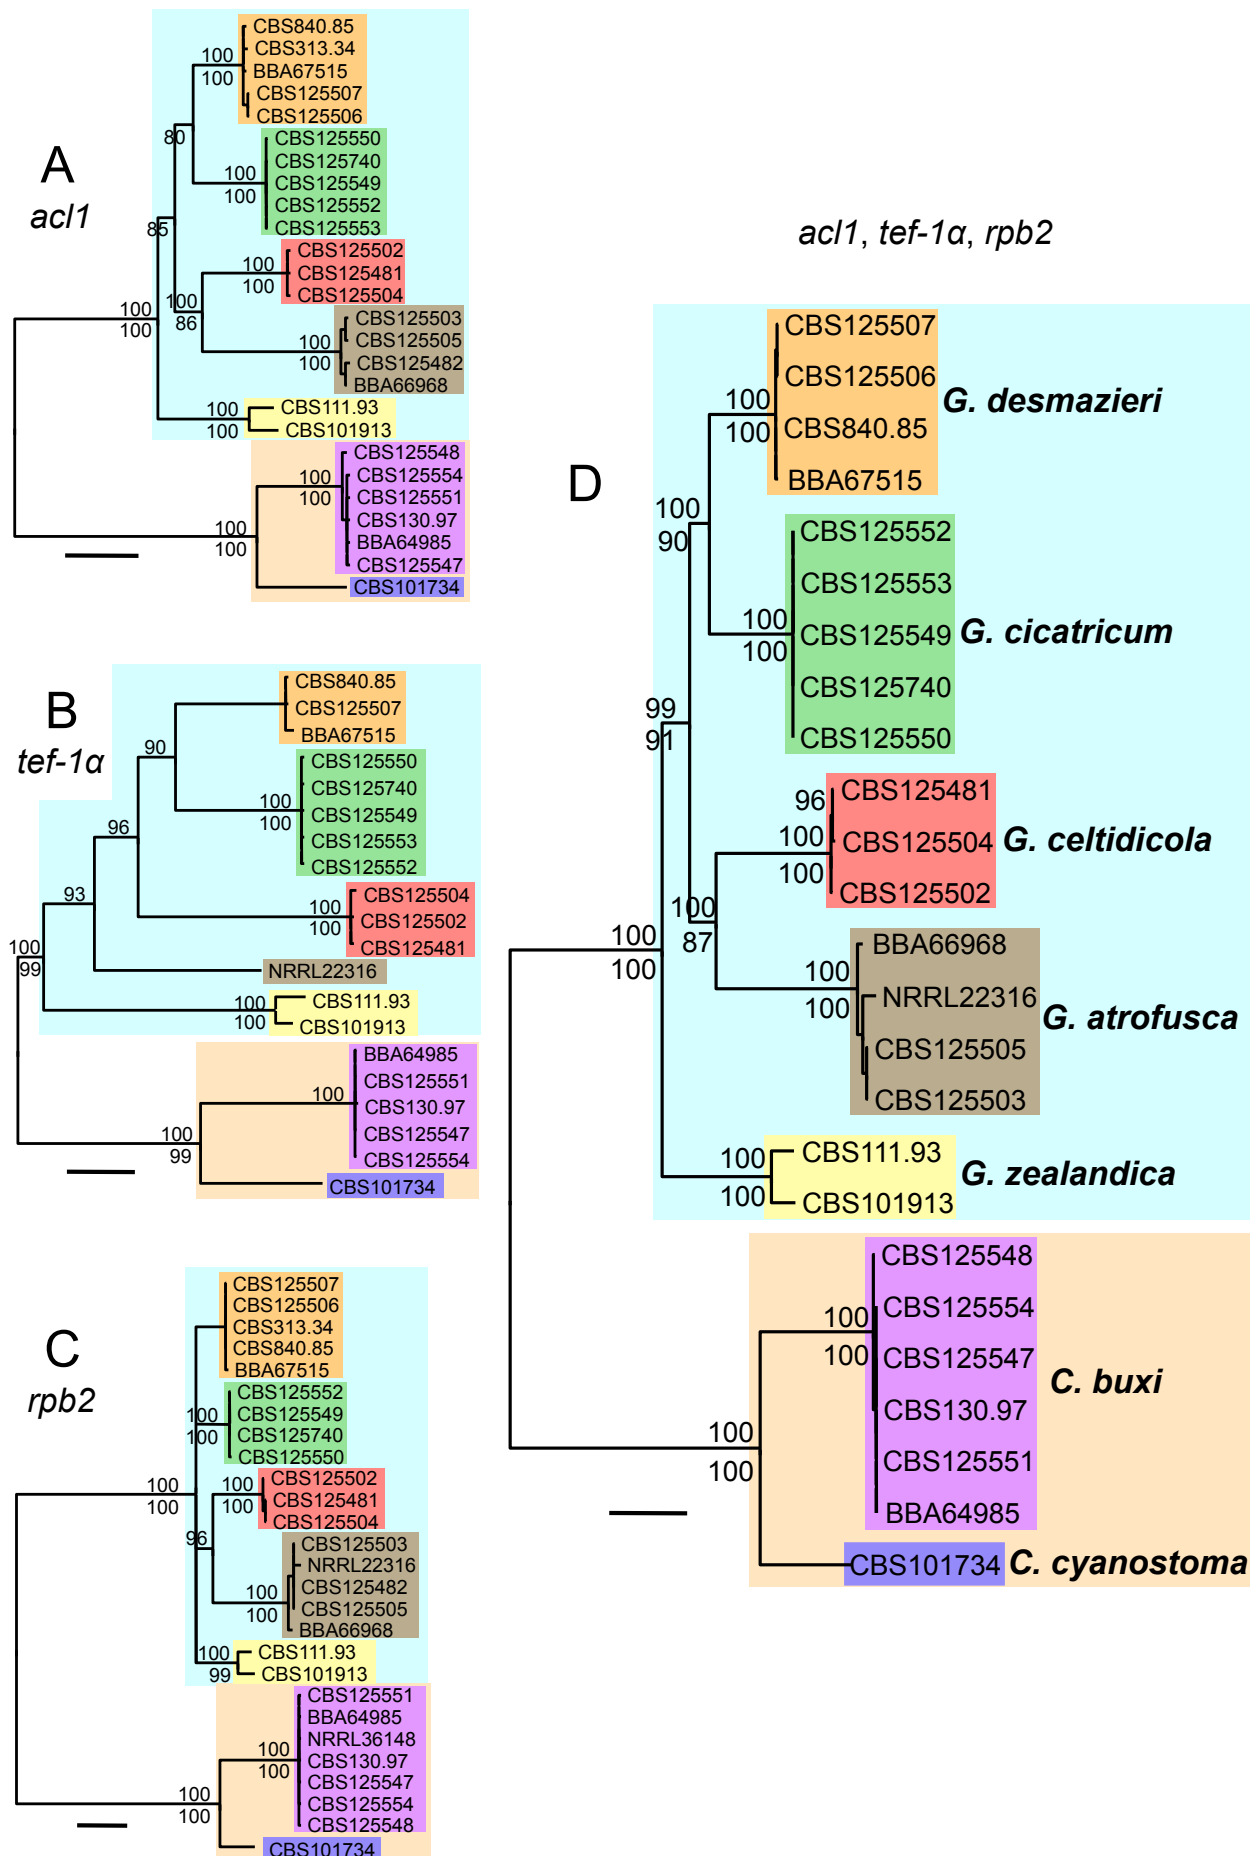 A
acl1
CBS840.85
CBS313.34
BBA67515
CBS125507
CBS125506
100
100
80
CBS125550
CBS125740
CBS125549
CBS125552
CBS125553
100
100
85
CBS125502
CBS125481
CBS125504
100
100
100
86
CBS125503
CBS125505
CBS125482
BBA66968
100
100
100
100
CBS111.93
CBS101913
100
100
CBS125548
CBS125554
CBS125551
CBS130.97
BBA64985
CBS125547
100
100
100
100
CBS101734
B
tef-1α
CBS840.85
CBS125507
BBA67515
90
CBS125550
CBS125740
CBS125549
CBS125553
CBS125552
100
100
96
CBS125504
CBS125502
CBS125481
100
100
93
NRRL22316
100
99
CBS111.93
CBS101913
100
100
BBA64985
CBS125551
CBS130.97
CBS125547
CBS125554
100
100
99
CBS101734
C
rpb2
CBS125507
CBS125506
CBS313.34
CBS840.85
BBA67515
CBS125552
CBS125549
CBS125740
CBS125550
100
100
CBS125502
CBS125481
CBS125504
100
100
100
100
96
CBS125503
NRRL22316
CBS125482
CBS125505
BBA66968
100
100
CBS111.93
CBS101913
100
99
CBS125551
BBA64985
NRRL36148
CBS130.97
CBS125547
CBS125554
CBS125548
100
100
100
100
CBS101734
acl1, tef-1α, rpb2
D
CBS125507
CBS125506
CBS840.85
BBA67515
100
100
G. desmazieri
100
90
CBS125552
CBS125553
CBS125549
CBS125740
CBS125550
100
100
G. cicatricum
99
91
CBS125481
CBS125504
CBS125502
96
100
100
G. celtidicola
100
87
BBA66968
NRRL22316
CBS125505
CBS125503
100
100
G. atrofusca
100
100
CBS111.93
CBS101913
100
100
G. zealandica
CBS125548
CBS125554
CBS125547
CBS130.97
CBS125551
BBA64985
100
100
C. buxi
100
100
CBS101734 C. cyanostoma